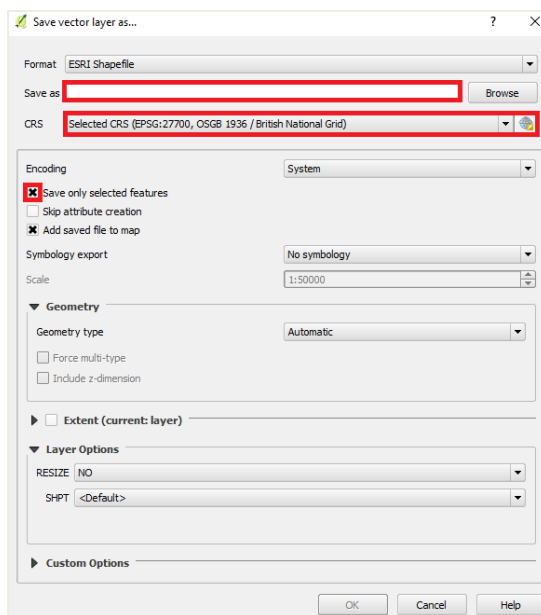 Save vector layer as...
Format ESRI Shapefile
Save as Browse
CRS Selected CRS (EPSG:27700, OSGB 1936 / British National Grid)
Encoding System
Save only selected features
Skip attribute creation
Add saved file to map
Symbology export No symbology
Scale 1:50000
Geometry
Geometry type Automatic
Force multi-type
Include z-dimension
Extent (current: layer)
Layer Options
RESIZE NO
SHPT <Default>
Custom Options
OK Cancel Help